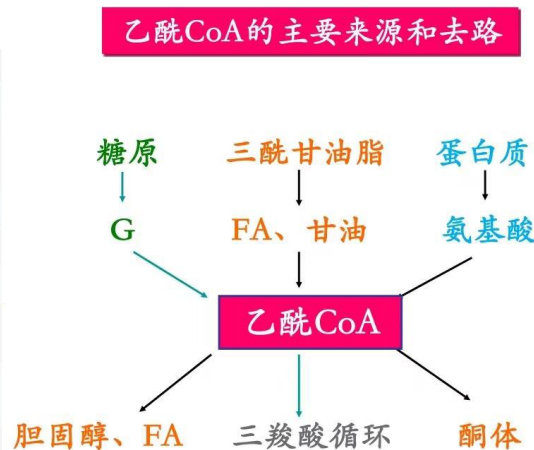 乙酰CoA的主要来源和去路
糖原 三酰甘油脂 蛋白质
G FA、甘油 氨基酸
乙酰CoA
胆固醇、FA 三羧酸循环 酮体